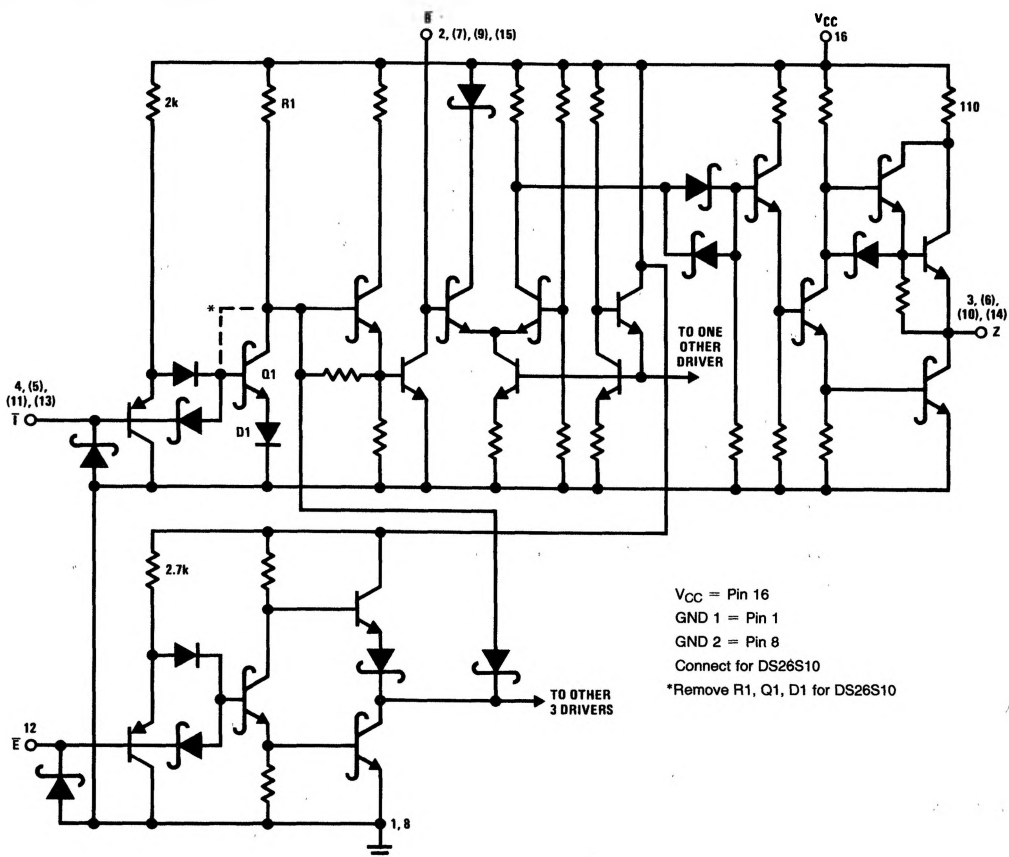 B̅
2, (7), (9), (15)
VCC
16
2k
R1
110
*
Q1
D1
4, (5),
(11), (13)
I̅
TO ONE
OTHER
DRIVER
3, (6),
(10), (14)
Z
2.7k
12
E̅
TO OTHER
3 DRIVERS
1, 8
VCC = Pin 16
GND 1 = Pin 1
GND 2 = Pin 8
Connect for DS26S10
*Remove R1, Q1, D1 for DS26S10